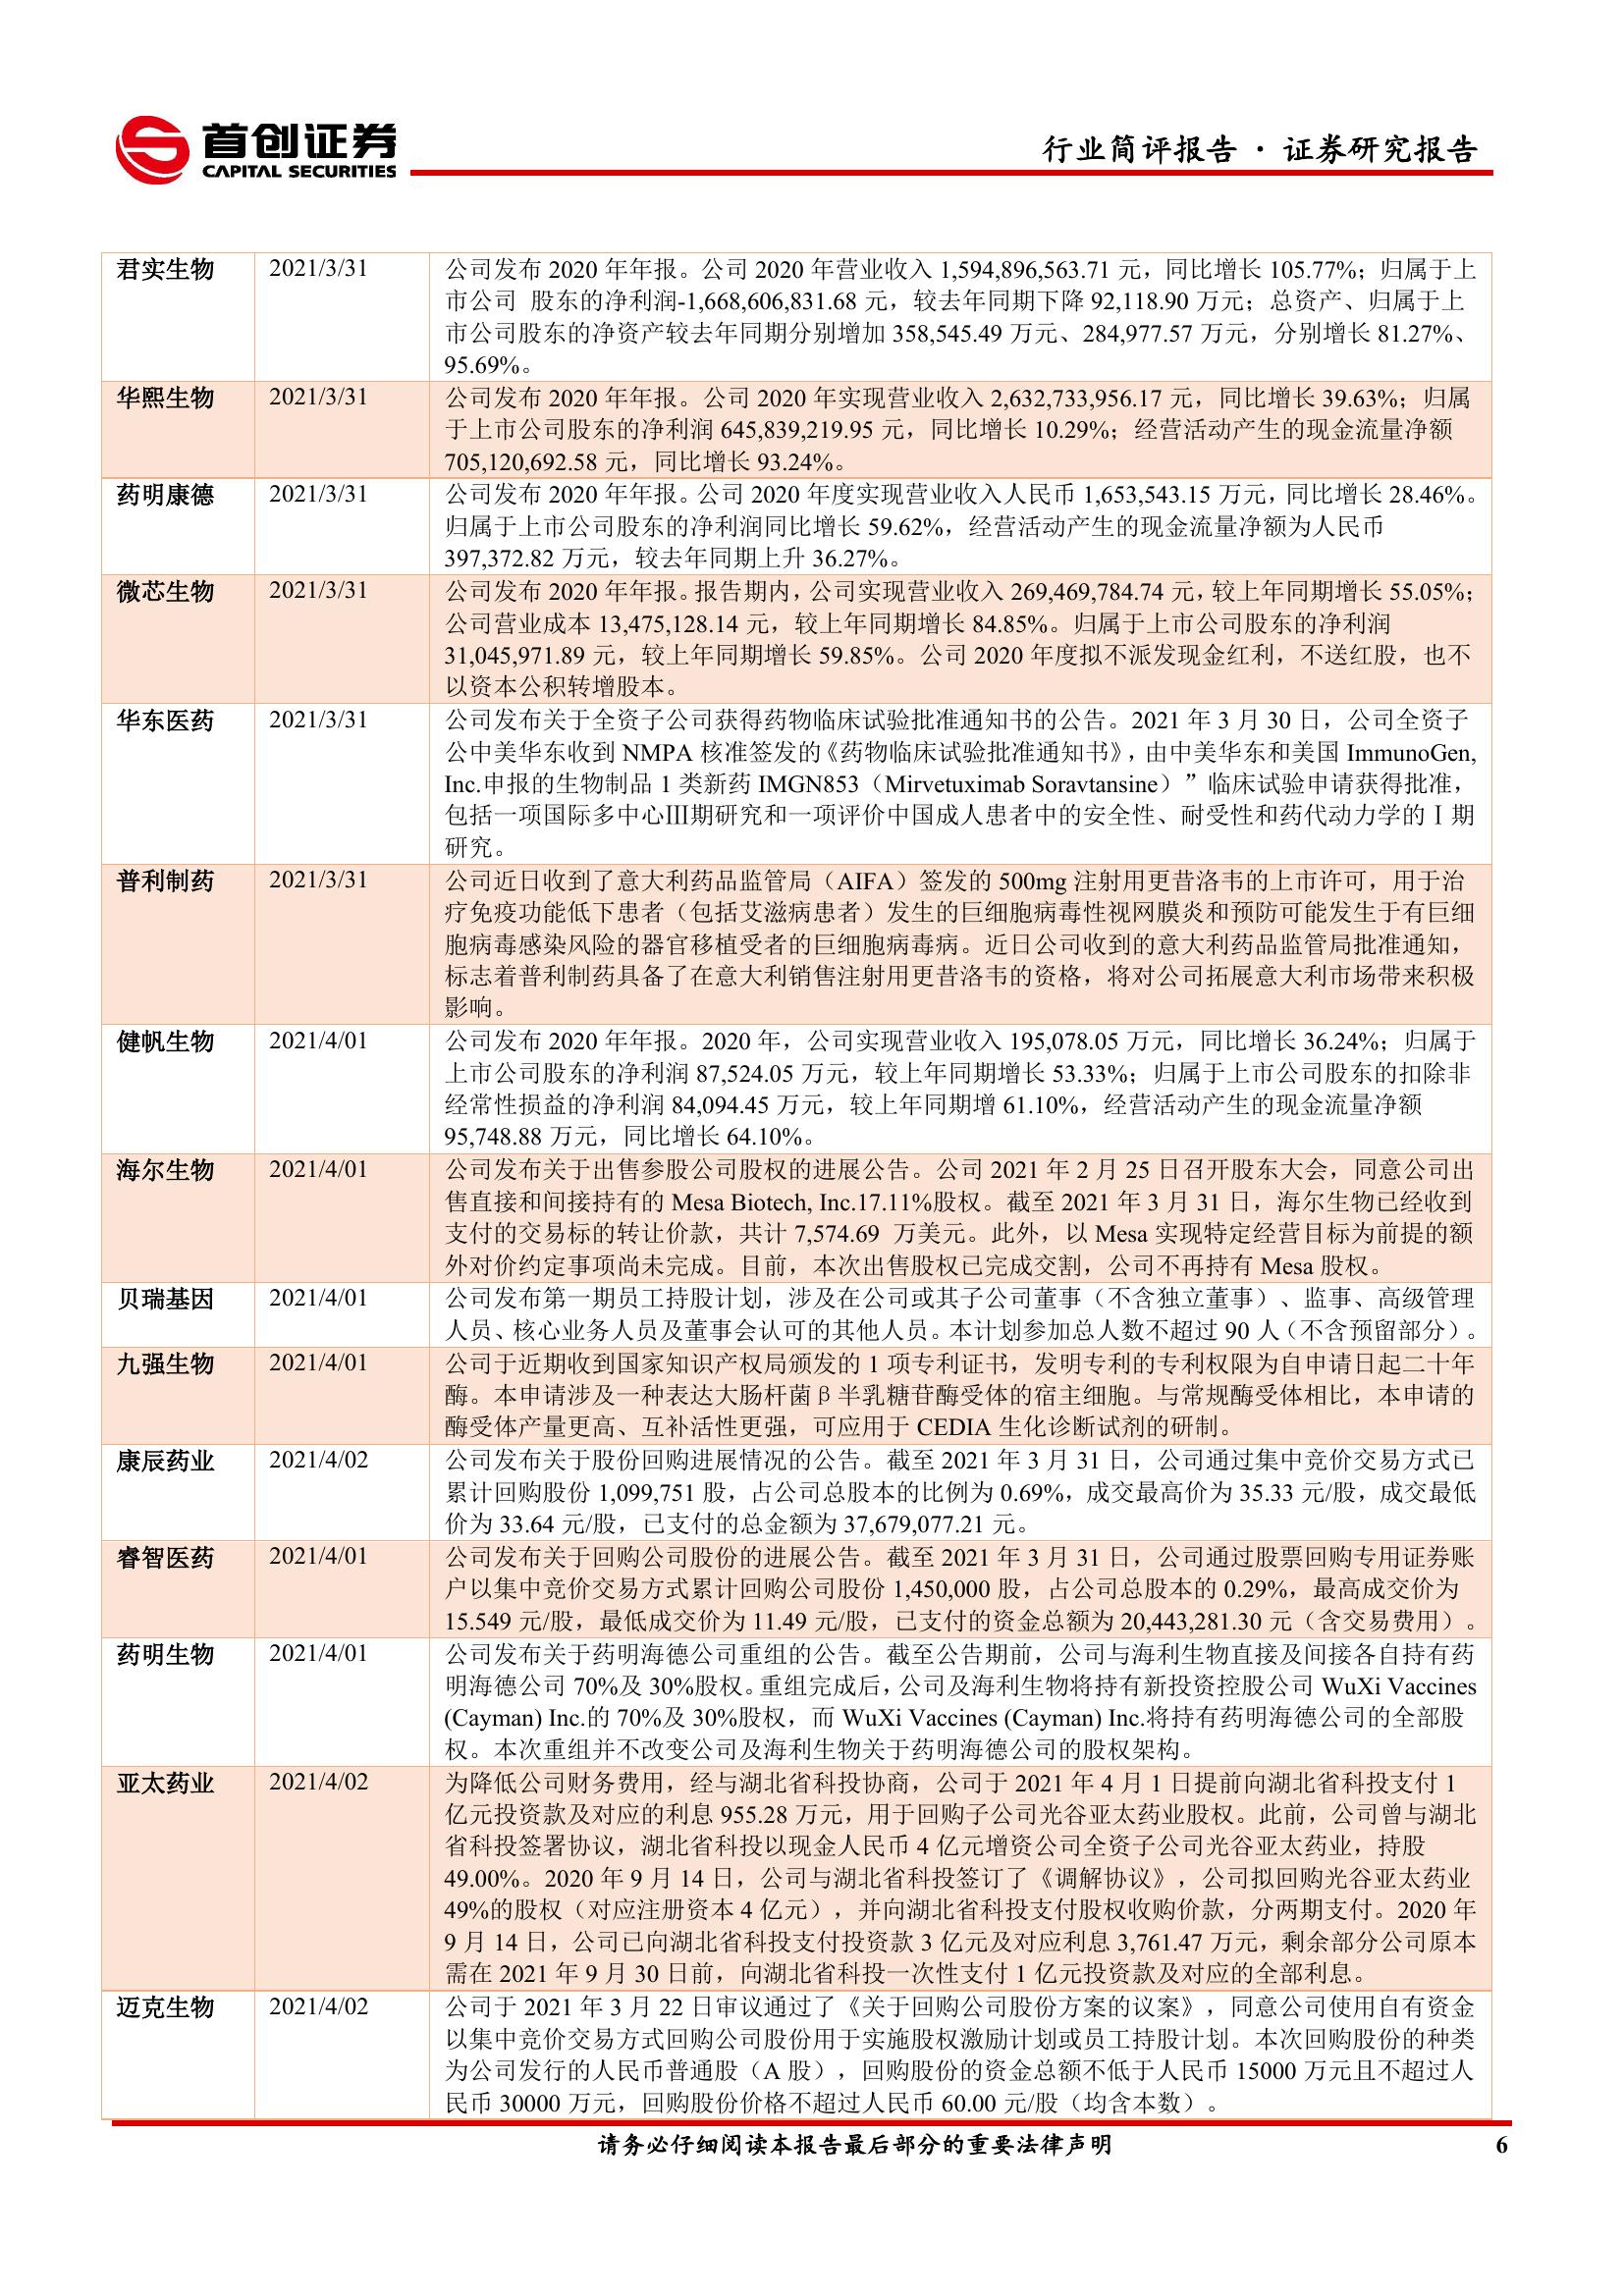 首创证券
CAPITAL SECURITIES
行业简评报告 · 证券研究报告
君实生物 2021/3/31 公司发布 2020 年年报。公司 2020 年营业收入 1,594,896,563.71 元，同比增长 105.77%；归属于上
市公司 股东的净利润-1,668,606,831.68 元，较去年同期下降 92,118.90 万元；总资产、归属于上
市公司股东的净资产较去年同期分别增加 358,545.49 万元、284,977.57 万元，分别增长 81.27%、
95.69%。
华熙生物 2021/3/31 公司发布 2020 年年报。公司 2020 年实现营业收入 2,632,733,956.17 元，同比增长 39.63%；归属
于上市公司股东的净利润 645,839,219.95 元，同比增长 10.29%；经营活动产生的现金流量净额
705,120,692.58 元，同比增长 93.24%。
药明康德 2021/3/31 公司发布 2020 年年报。公司 2020 年度实现营业收入人民币 1,653,543.15 万元，同比增长 28.46%。
归属于上市公司股东的净利润同比增长 59.62%，经营活动产生的现金流量净额为人民币
397,372.82 万元，较去年同期上升 36.27%。
微芯生物 2021/3/31 公司发布 2020 年年报。报告期内，公司实现营业收入 269,469,784.74 元，较上年同期增长 55.05%；
公司营业成本 13,475,128.14 元，较上年同期增长 84.85%。归属于上市公司股东的净利润
31,045,971.89 元，较上年同期增长 59.85%。公司 2020 年度拟不派发现金红利，不送红股，也不
以资本公积转增股本。
华东医药 2021/3/31 公司发布关于全资子公司获得药物临床试验批准通知书的公告。2021 年 3 月 30 日，公司全资子
公中美华东收到 NMPA 核准签发的《药物临床试验批准通知书》，由中美华东和美国 ImmunoGen,
Inc.申报的生物制品 1 类新药 IMGN853（Mirvetuximab Soravtansine）”临床试验申请获得批准，
包括一项国际多中心Ⅲ期研究和一项评价中国成人患者中的安全性、耐受性和药代动力学的Ⅰ期
研究。
普利制药 2021/3/31 公司近日收到了意大利药品监管局（AIFA）签发的 500mg 注射用更昔洛韦的上市许可，用于治
疗免疫功能低下患者（包括艾滋病患者）发生的巨细胞病毒性视网膜炎和预防可能发生于有巨细
胞病毒感染风险的器官移植受者的巨细胞病毒病。近日公司收到的意大利药品监管局批准通知，
标志着普利制药具备了在意大利销售注射用更昔洛韦的资格，将对公司拓展意大利市场带来积极
影响。
健帆生物 2021/4/01 公司发布 2020 年年报。2020 年，公司实现营业收入 195,078.05 万元，同比增长 36.24%；归属于
上市公司股东的净利润 87,524.05 万元，较上年同期增长 53.33%；归属于上市公司股东的扣除非
经常性损益的净利润 84,094.45 万元，较上年同期增 61.10%，经营活动产生的现金流量净额
95,748.88 万元，同比增长 64.10%。
海尔生物 2021/4/01 公司发布关于出售参股公司股权的进展公告。公司 2021 年 2 月 25 日召开股东大会，同意公司出
售直接和间接持有的 Mesa Biotech, Inc.17.11%股权。截至 2021 年 3 月 31 日，海尔生物已经收到
支付的交易标的转让价款，共计 7,574.69 万美元。此外，以 Mesa 实现特定经营目标为前提的额
外对价约定事项尚未完成。目前，本次出售股权已完成交割，公司不再持有 Mesa 股权。
贝瑞基因 2021/4/01 公司发布第一期员工持股计划，涉及在公司或其子公司董事（不含独立董事）、监事、高级管理
人员、核心业务人员及董事会认可的其他人员。本计划参加总人数不超过 90 人（不含预留部分）。
九强生物 2021/4/01 公司于近期收到国家知识产权局颁发的 1 项专利证书，发明专利的专利权限为自申请日起二十年
酶。本申请涉及一种表达大肠杆菌β半乳糖苷酶受体的宿主细胞。与常规酶受体相比，本申请的
酶受体产量更高、互补活性更强，可应用于 CEDIA 生化诊断试剂的研制。
康辰药业 2021/4/02 公司发布关于股份回购进展情况的公告。截至 2021 年 3 月 31 日，公司通过集中竞价交易方式已
累计回购股份 1,099,751 股，占公司总股本的比例为 0.69%，成交最高价为 35.33 元/股，成交最低
价为 33.64 元/股，已支付的总金额为 37,679,077.21 元。
睿智医药 2021/4/01 公司发布关于回购公司股份的进展公告。截至 2021 年 3 月 31 日，公司通过股票回购专用证券账
户以集中竞价交易方式累计回购公司股份 1,450,000 股，占公司总股本的 0.29%，最高成交价为
15.549 元/股，最低成交价为 11.49 元/股，已支付的资金总额为 20,443,281.30 元（含交易费用）。
药明生物 2021/4/01 公司发布关于药明海德公司重组的公告。截至公告期前，公司与海利生物直接及间接各自持有药
明海德公司 70%及 30%股权。重组完成后，公司及海利生物将持有新投资控股公司 WuXi Vaccines
(Cayman) Inc.的 70%及 30%股权，而 WuXi Vaccines (Cayman) Inc.将持有药明海德公司的全部股
权。本次重组并不改变公司及海利生物关于药明海德公司的股权架构。
亚太药业 2021/4/02 为降低公司财务费用，经与湖北省科投协商，公司于 2021 年 4 月 1 日提前向湖北省科投支付 1
亿元投资款及对应的利息 955.28 万元，用于回购子公司光谷亚太药业股权。此前，公司曾与湖北
省科投签署协议，湖北省科投以现金人民币 4 亿元增资公司全资子公司光谷亚太药业，持股
49.00%。2020 年 9 月 14 日，公司与湖北省科投签订了《调解协议》，公司拟回购光谷亚太药业
49%的股权（对应注册资本 4 亿元），并向湖北省科投支付股权收购价款，分两期支付。2020 年
9 月 14 日，公司已向湖北省科投支付投资款 3 亿元及对应利息 3,761.47 万元，剩余部分公司原本
需在 2021 年 9 月 30 日前，向湖北省科投一次性支付 1 亿元投资款及对应的全部利息。
迈克生物 2021/4/02 公司于 2021 年 3 月 22 日审议通过了《关于回购公司股份方案的议案》，同意公司使用自有资金
以集中竞价交易方式回购公司股份用于实施股权激励计划或员工持股计划。本次回购股份的种类
为公司发行的人民币普通股（A 股），回购股份的资金总额不低于人民币 15000 万元且不超过人
民币 30000 万元，回购股份价格不超过人民币 60.00 元/股（均含本数）。
请务必仔细阅读本报告最后部分的重要法律声明 6